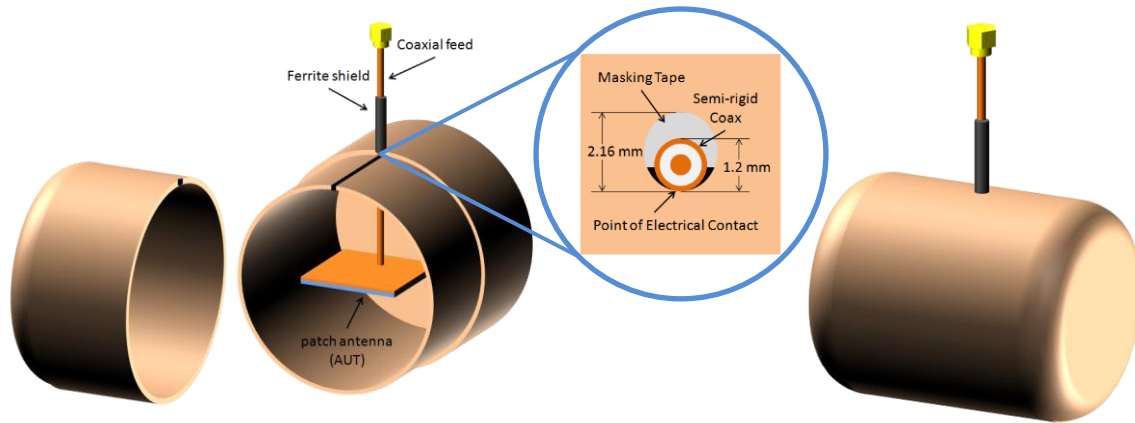 Coaxial feed
Ferrite shield
patch antenna
(AUT)
Masking Tape
Semi-rigid
Coax
2.16 mm
1.2 mm
Point of Electrical Contact